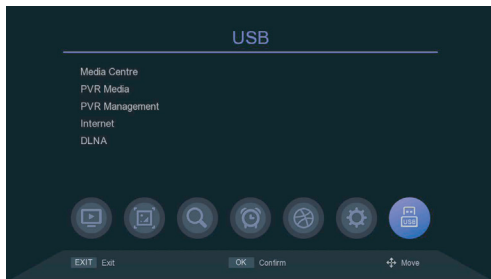 USB
Media Centre
PVR Media
PVR Management
Internet
DLNA
USB
EXIT Exit
OK Confirm
Move